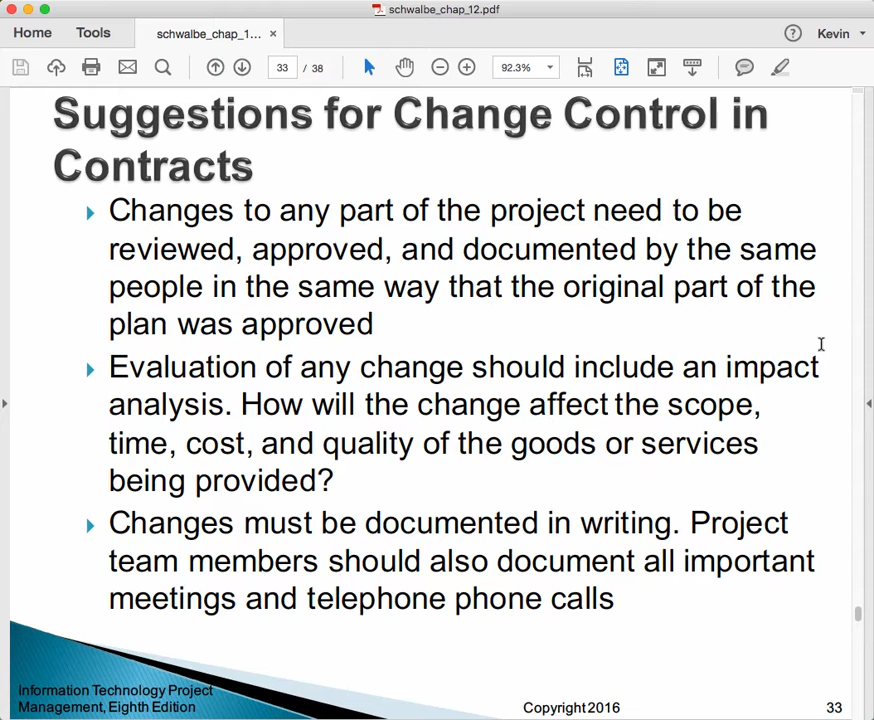 schwalbe_chap_12.pdf
Home
Tools
schwalbe_chap_1... ×
?
Kevin
33 / 38
92.3%
Suggestions for Change Control in
Contracts
Changes to any part of the project need to be
reviewed, approved, and documented by the same
people in the same way that the original part of the
plan was approved
Evaluation of any change should include an impact
analysis. How will the change affect the scope,
time, cost, and quality of the goods or services
being provided?
Changes must be documented in writing. Project
team members should also document all important
meetings and telephone phone calls
Information Technology Project
Management, Eighth Edition
Copyright 2016
33